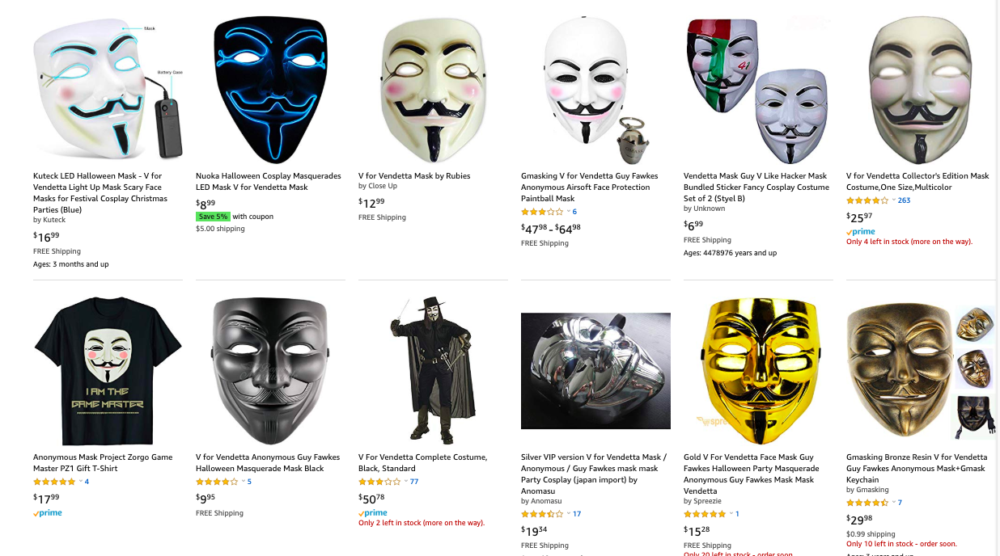 Mask
Battery Case
Kuteck LED Halloween Mask - V for
Vendetta Light Up Mask Scary Face
Masks for Festival Cosplay Christmas
Parties (Blue)
by Kuteck
$16 99
FREE Shipping
Ages: 3 months and up
Nuoka Halloween Cosplay Masquerades
LED Mask V for Vendetta Mask
$8 99
Save 5% with coupon
$5.00 shipping
V for Vendetta Mask by Rubies
by Close Up
$12 99
FREE Shipping
Gmasking V for Vendetta Guy Fawkes
Anonymous Airsoft Face Protection
Paintball Mask
6
$47 98 - $64 98
FREE Shipping
Vendetta Mask Guy V Like Hacker Mask
Bundled Sticker Fancy Cosplay Costume
Set of 2 (Styel B)
by Unknown
$6 99
FREE Shipping
Ages: 4478976 years and up
V for Vendetta Collector's Edition Mask
Costume,One Size,Multicolor
263
$25 97
prime
Only 4 left in stock (more on the way).
I AM THE
GAME MASTER
Anonymous Mask Project Zorgo Game
Master PZ1 Gift T-Shirt
4
$17 99
prime
V for Vendetta Anonymous Guy Fawkes
Halloween Masquerade Mask Black
5
$9 95
FREE Shipping
V For Vendetta Complete Costume,
Black, Standard
77
$50 78
prime
Only 2 left in stock (more on the way).
Silver VIP version V for Vendetta Mask /
Anonymous / Guy Fawkes mask mask
Party Cosplay (japan import) by
Anomasu
by Anomasu
17
$19 34
FREE Shipping
Gold V For Vendetta Face Mask Guy
Fawkes Halloween Party Masquerade
Anonymous Guy Fawkes Mask Mask
Vendetta
by Spreezie
1
$15 28
FREE Shipping
Only 20 left in stock - order soon.
Gmasking Bronze Resin V for Vendetta
Guy Fawkes Anonymous Mask+Gmask
Keychain
by Gmasking
7
$29 98
$0.99 shipping
Only 10 left in stock - order soon.
Ages: 3 years and up